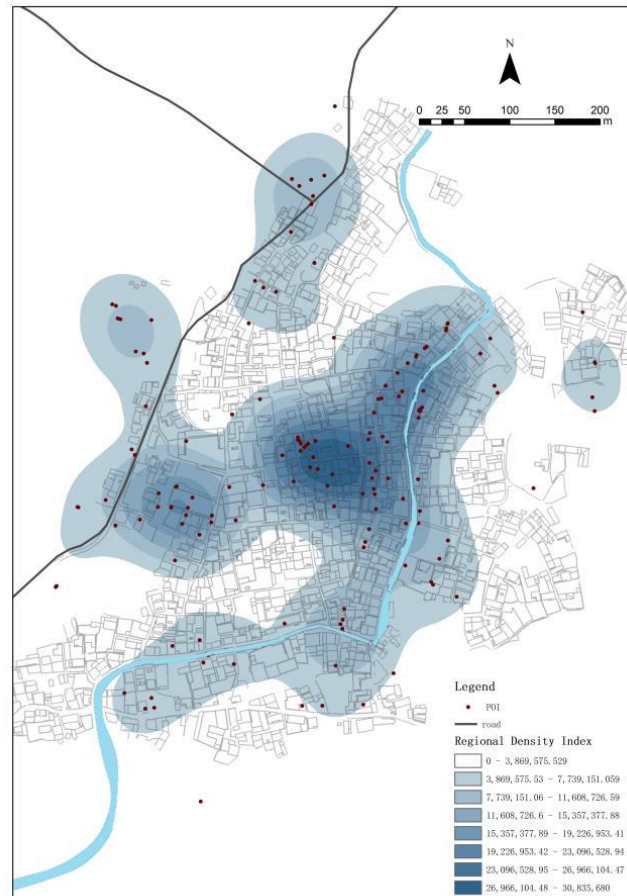 N
0 25 50 100 150 200
m
Legend
POI
road
Regional Density Index
0 - 3,869,575.529
3,869,575.53 - 7,739,151.059
7,739,151.06 - 11,608,726.59
11,608,726.6 - 15,357,377.88
15,357,377.89 - 19,226,953.41
19,226,953.42 - 23,096,528.94
23,096,528.95 - 26,966,104.47
26,966,104.48 - 30,835,680